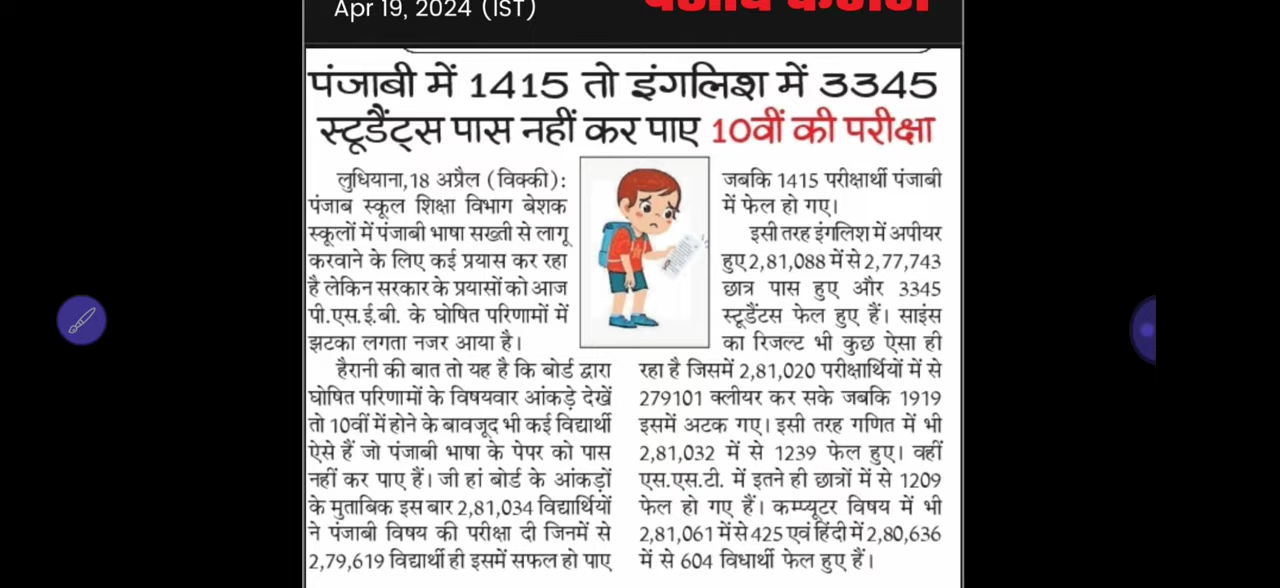 Apr 19, 2024 (IST)
पंजाबी में 1415 तो इंगलिश में 3345
स्टूडैंट्स पास नहीं कर पाए 10वीं की परीक्षा
लुधियाना, 18 अप्रैल (विक्की):
पंजाब स्कूल शिक्षा विभाग बेशक
स्कूलों में पंजाबी भाषा सख्ती से लागू
करवाने के लिए कई प्रयास कर रहा
है लेकिन सरकार के प्रयासों को आज
पी.एस.ई.बी. के घोषित परिणामों में
झटका लगता नजर आया है।
हैरानी की बात तो यह है कि बोर्ड द्वारा
घोषित परिणामों के विषयवार आंकड़े देखें
तो 10वीं में होने के बावजूद भी कई विद्यार्थी
ऐसे हैं जो पंजाबी भाषा के पेपर को पास
नहीं कर पाए हैं। जी हां बोर्ड के आंकड़ों
के मुताबिक इस बार 2,81,034 विद्यार्थियों
ने पंजाबी विषय की परीक्षा दी जिनमें से
2,79,619 विद्यार्थी ही इसमें सफल हो पाए
जबकि 1415 परीक्षार्थी पंजाबी
में फेल हो गए।
इसी तरह इंगलिश में अपीयर
हुए 2,81,088 में से 2,77,743
छात्र पास हुए और 3345
स्टूडैंटस फेल हुए हैं। साइंस
का रिजल्ट भी कुछ ऐसा ही
रहा है जिसमें 2,81,020 परीक्षार्थियों में से
279101 क्लीयर कर सके जबकि 1919
इसमें अटक गए। इसी तरह गणित में भी
2,81,032 में से 1239 फेल हुए। वहीं
एस.एस.टी. में इतने ही छात्रों में से 1209
फेल हो गए हैं। कम्प्यूटर विषय में भी
2,81,061 में से 425 एवं हिंदी में 2,80,636
में से 604 विधार्थी फेल हुए हैं।